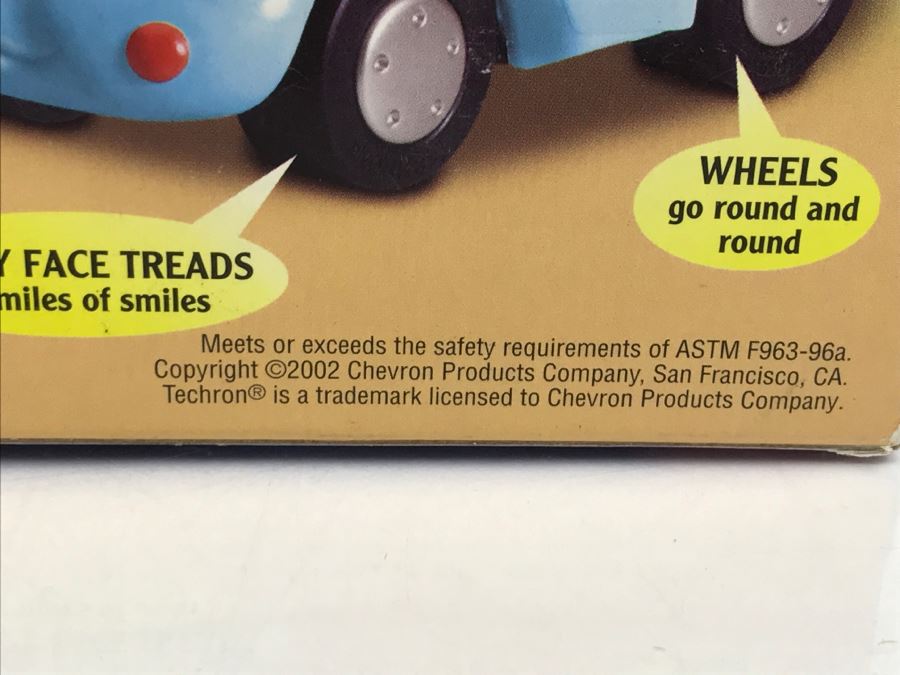 WHEELS
go round and
round
Y FACE TREADS
miles of smiles
Meets or exceeds the safety requirements of ASTM F963-96a.
Copyright ©2002 Chevron Products Company, San Francisco, CA.
Techron® is a trademark licensed to Chevron Products Company.